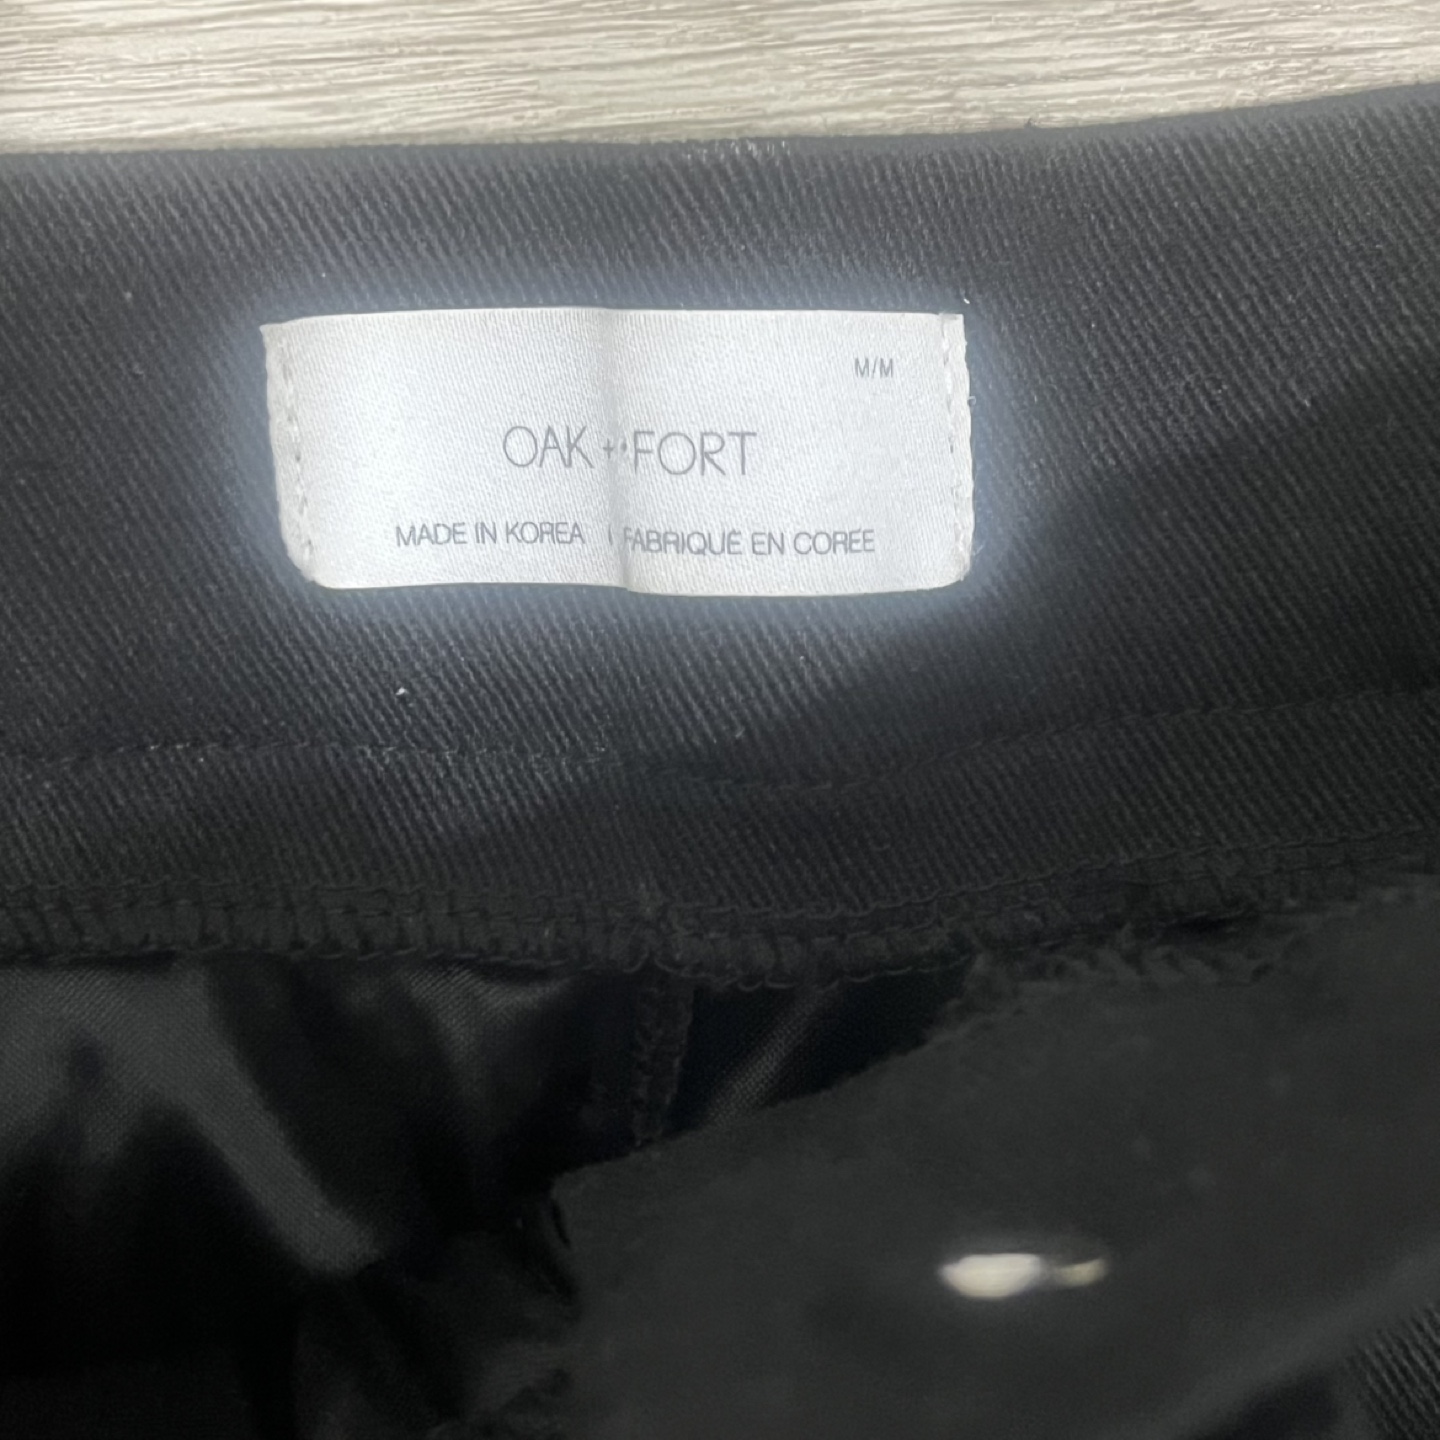 M/M
OAK + FORT
MADE IN KOREA | FABRIQUÉ EN CORÉE